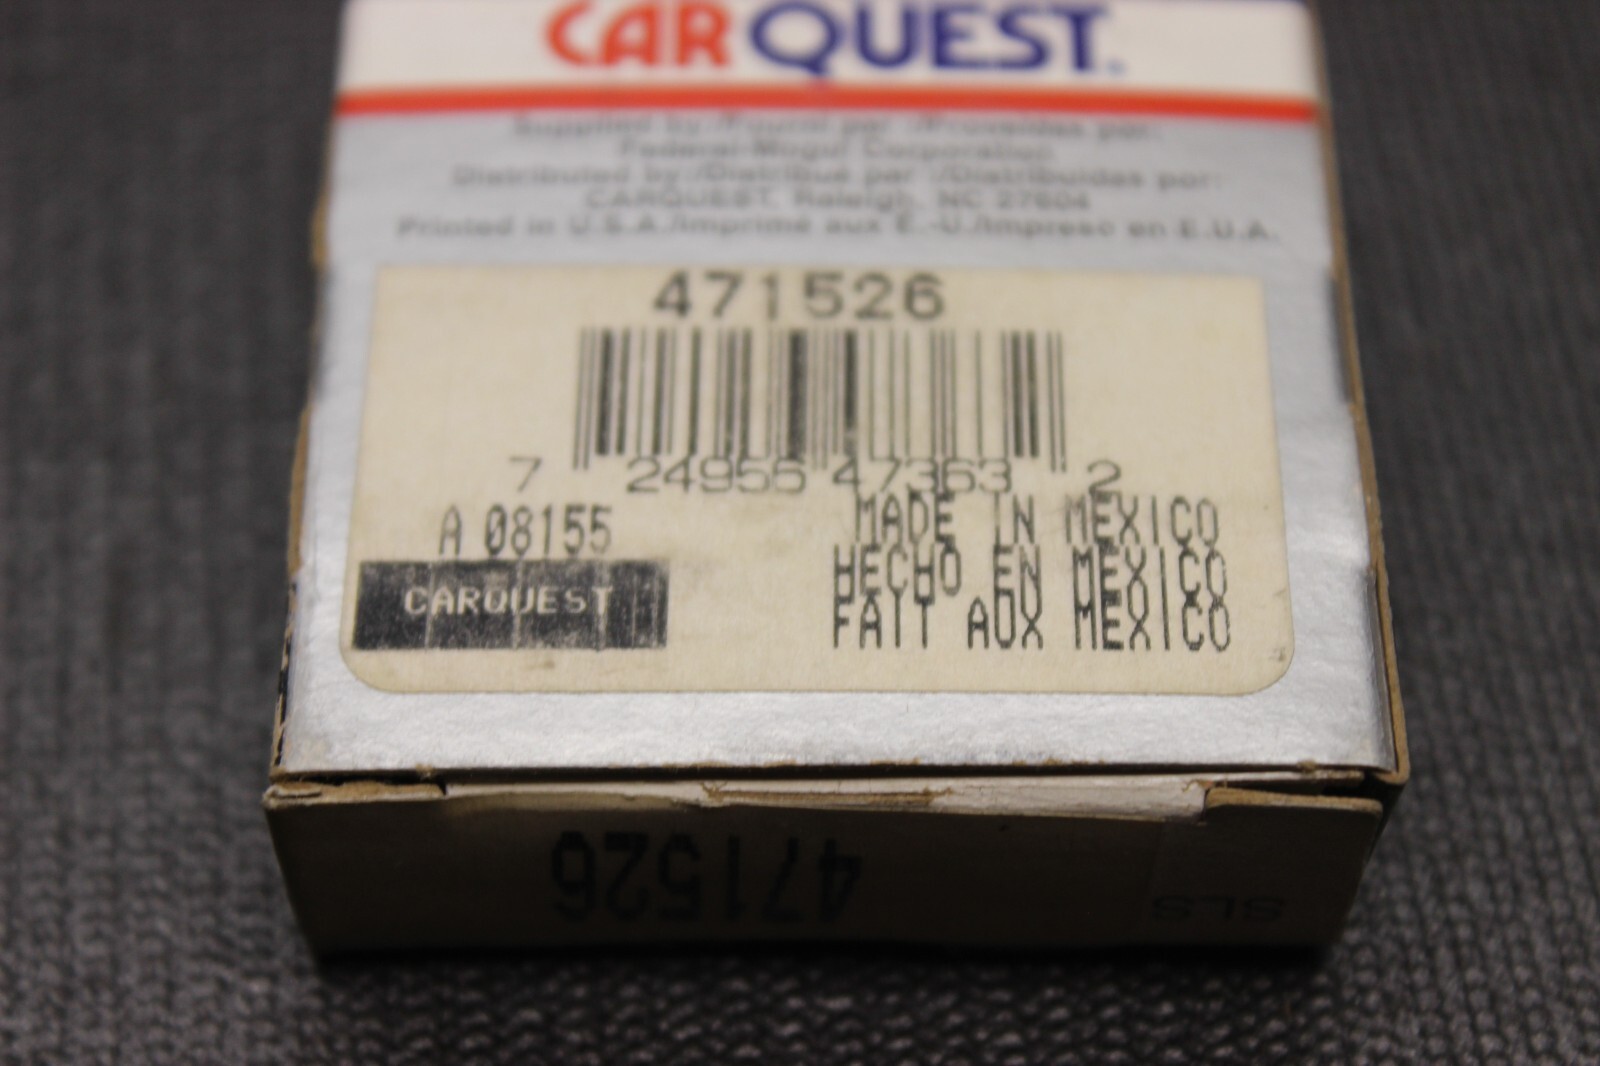 CARQUEST.
Supplied by:/Fourni par:/Proveidas por:
Federal-Mogul Corporation
Distributed by:/Distribué par:/Distribuidas por:
CARQUEST, Raleigh, NC 27604
Printed in U.S.A./Imprimé aux É.-U./Impreso en E.U.A.
471526
7 24956 47363 2
A 08155
MADE IN MEXICO
HECHO EN MEXICO
FAIT AUX MEXICO
CARQUEST
471526
SLS